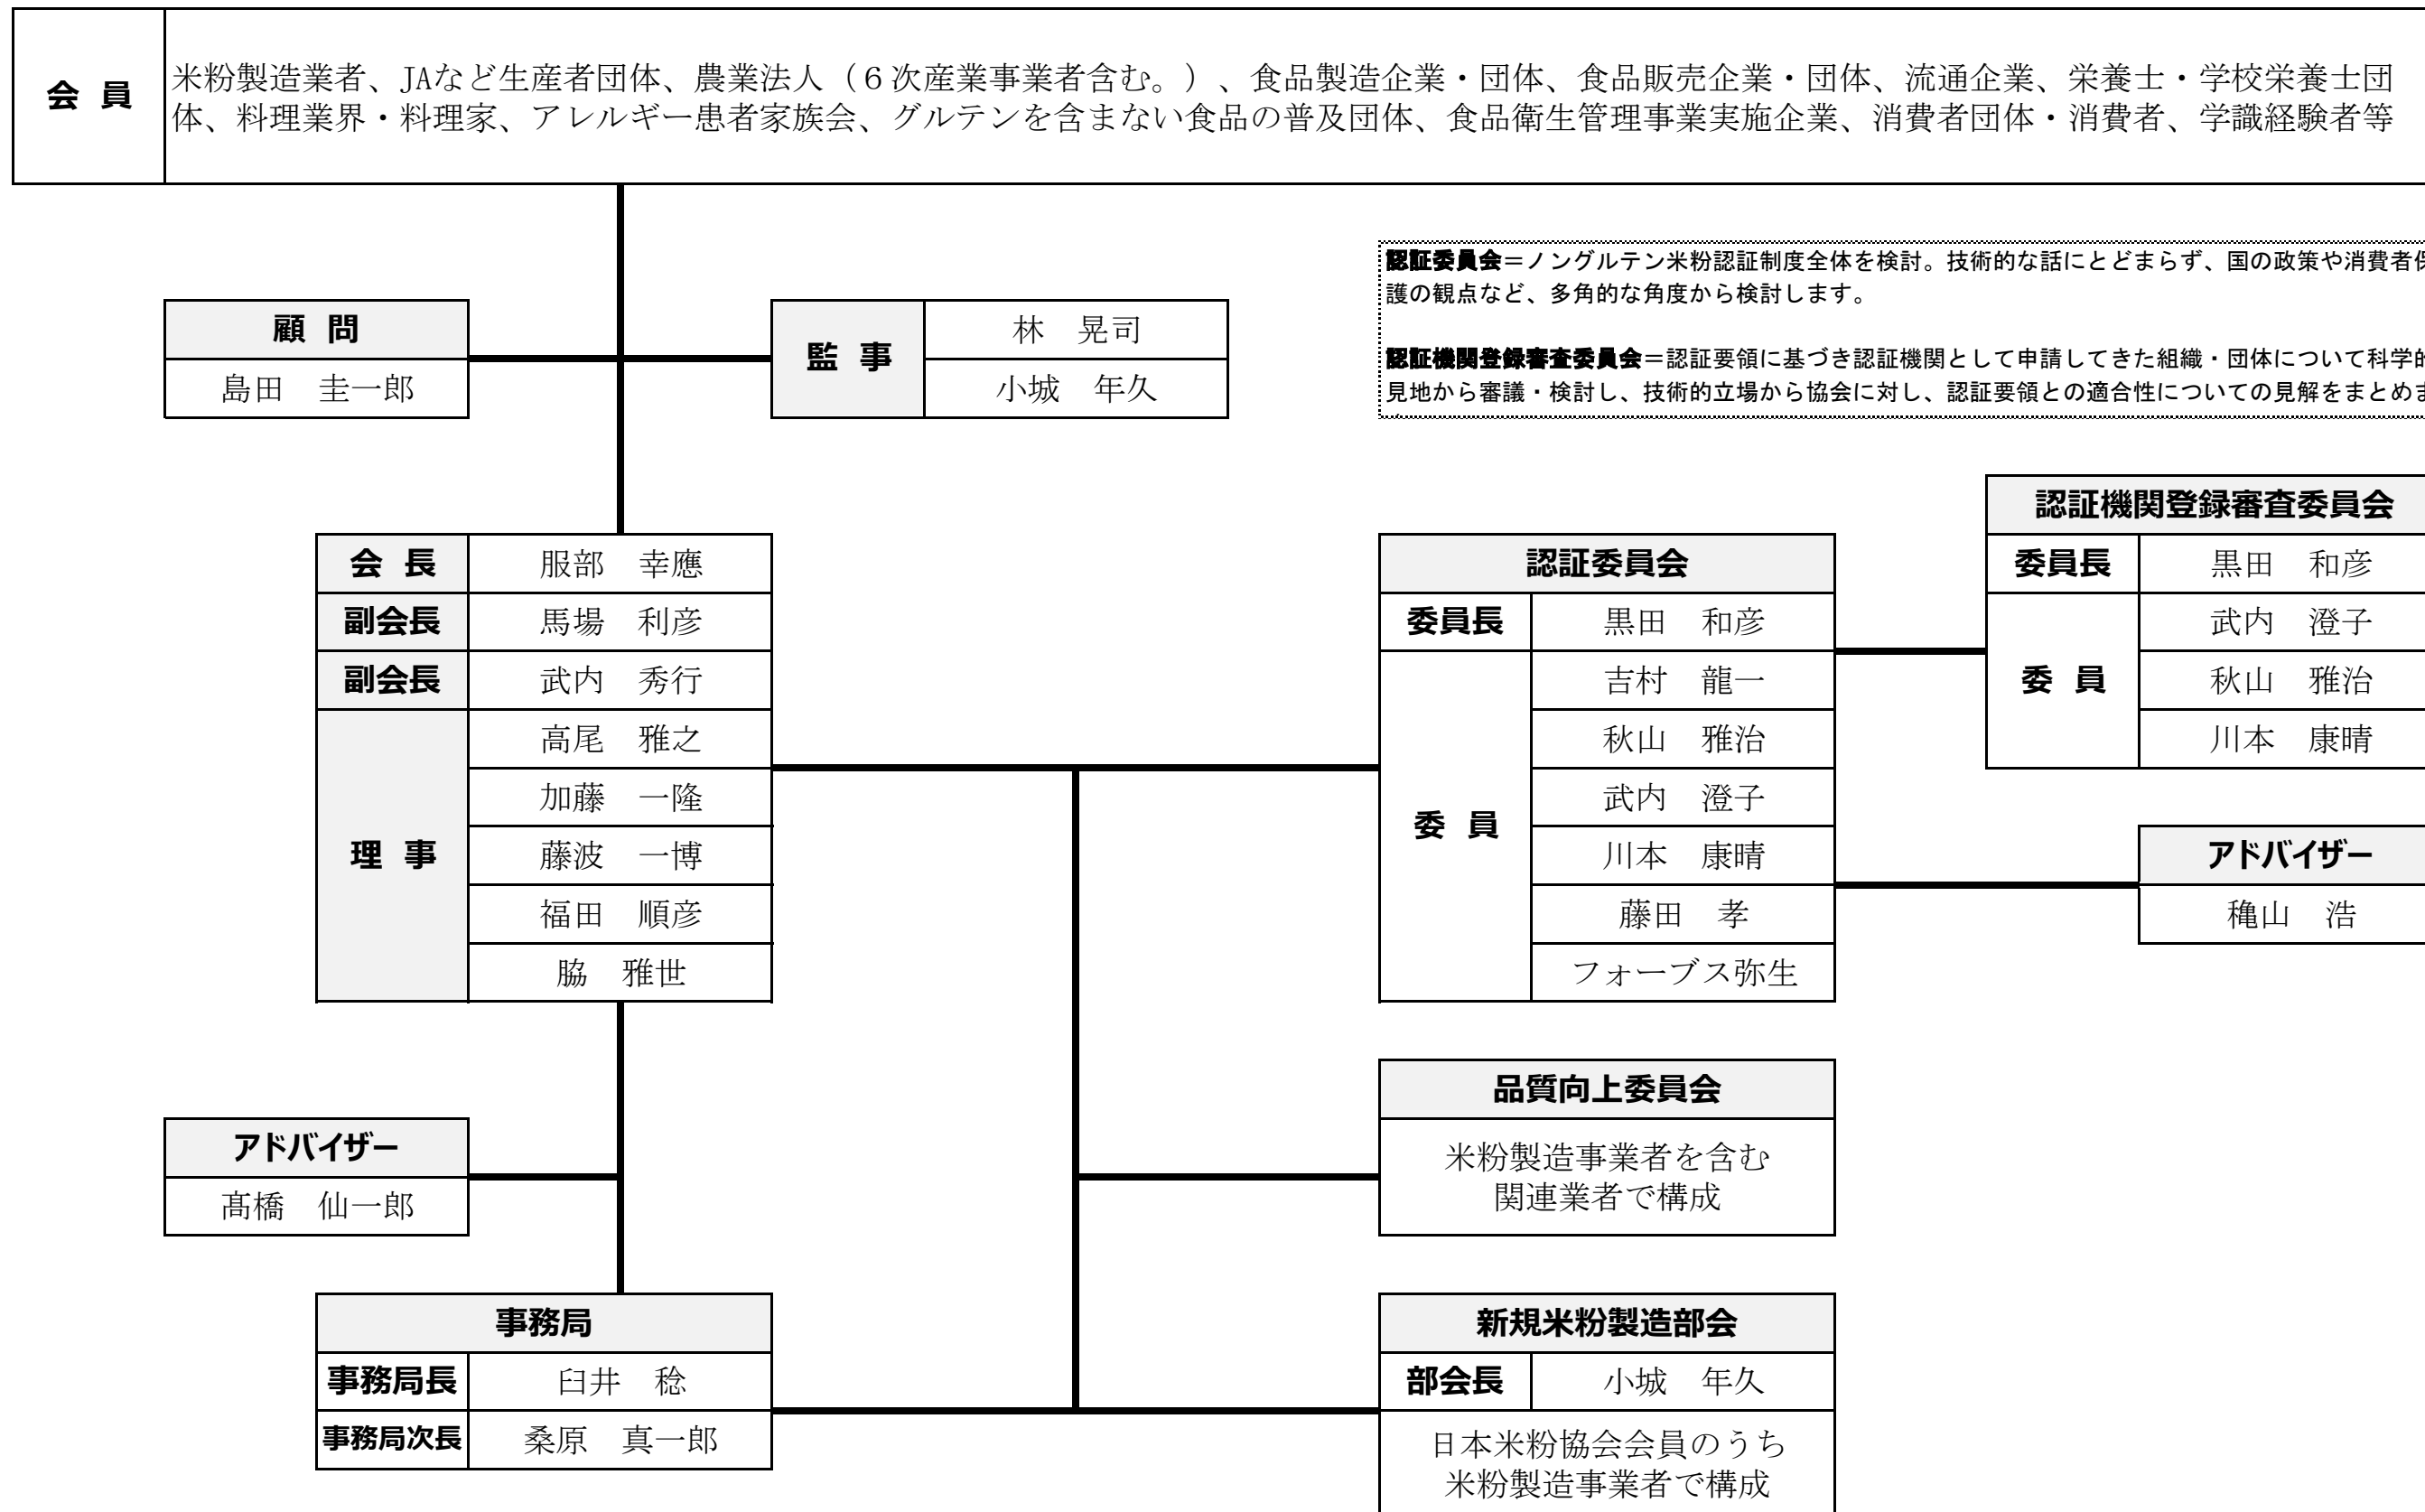 会 員
米粉製造業者、JAなど生産者団体、農業法人（６次産業事業者含む。）、食品製造企業・団体、食品販売企業・団体、流通企業、栄養士・学校栄養士団
体、料理業界・料理家、アレルギー患者家族会、グルテンを含まない食品の普及団体、食品衛生管理事業実施企業、消費者団体・消費者、学識経験者等
認証委員会＝ノングルテン米粉認証制度全体を検討。技術的な話にとどまらず、国の政策や消費者保
護の観点など、多角的な角度から検討します。
認証機関登録審査委員会＝認証要領に基づき認証機関として申請してきた組織・団体について科学的
見地から審議・検討し、技術的立場から協会に対し、認証要領との適合性についての見解をまとめま
顧 問
島田　圭一郎
監 事
林　晃司
小城　年久
会 長
服部　幸應
副会長
馬場　利彦
副会長
武内　秀行
理 事
高尾　雅之
加藤　一隆
藤波　一博
福田　順彦
脇　雅世
認証委員会
委員長
黒田　和彦
委 員
吉村　龍一
秋山　雅治
武内　澄子
川本　康晴
藤田　孝
フォーブス弥生
認証機関登録審査委員会
委員長
黒田　和彦
委 員
武内　澄子
秋山　雅治
川本　康晴
アドバイザー
穐山　浩
品質向上委員会
米粉製造事業者を含む
関連業者で構成
アドバイザー
髙橋　仙一郎
事務局
事務局長
臼井　稔
事務局次長
桑原　真一郎
新規米粉製造部会
部会長
小城　年久
日本米粉協会会員のうち
米粉製造事業者で構成